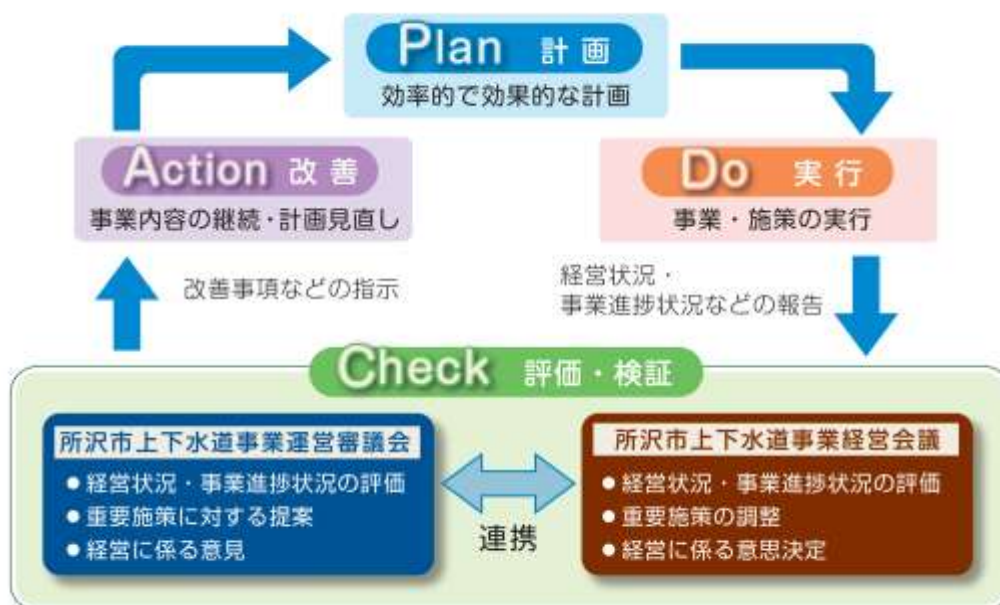 Plan 計画
効率的で効果的な計画
Action 改善
事業内容の継続・計画見直し
Do 実行
事業・施策の実行
改善事項などの指示
経営状況・
事業進捗状況などの報告
Check 評価・検証
所沢市上下水道事業運営審議会
●経営状況・事業進捗状況の評価
●重要施策に対する提案
●経営に係る意見
連携
所沢市上下水道事業経営会議
●経営状況・事業進捗状況の評価
●重要施策の調整
●経営に係る意思決定